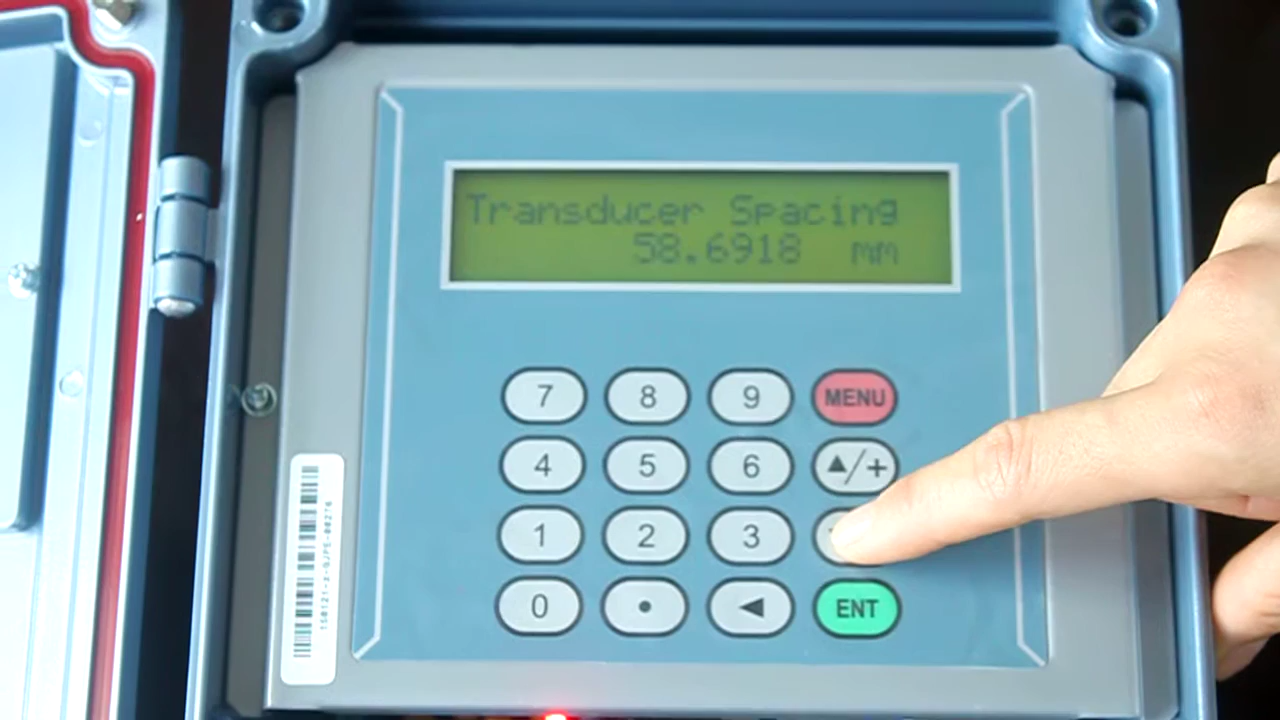 Transducer Spacing
58.6918 mm
7 8 9 MENU
4 5 6 ▲/+
1 2 3
0 • ◀ ENT